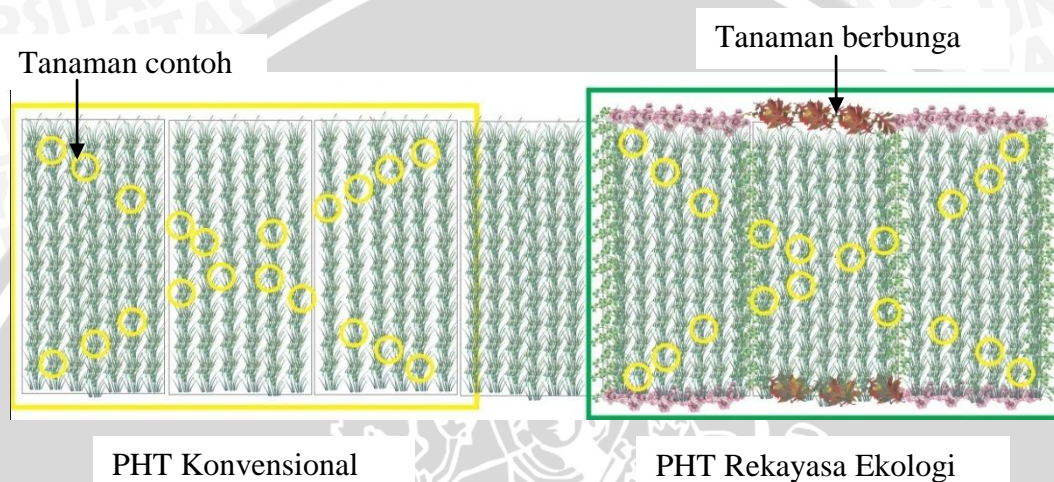 Tanaman contoh
Tanaman berbunga
PHT Konvensional
PHT Rekayasa Ekologi